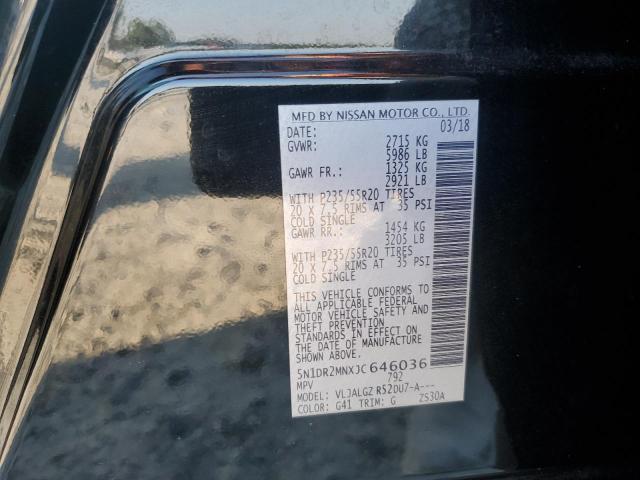 MFD BY NISSAN MOTOR CO., LTD.
DATE: 03/18
GVWR: 2715 KG
5986 LB
GAWR FR.: 1325 KG
2921 LB
WITH P235/55R20 TIRES
20 X 7.5 RIMS AT 35 PSI
COLD SINGLE
GAWR RR.: 1454 KG
3205 LB
WITH P235/55R20 TIRES
20 X 7.5 RIMS AT 35 PSI
COLD SINGLE
THIS VEHICLE CONFORMS TO
ALL APPLICABLE FEDERAL
MOTOR VEHICLE SAFETY AND
THEFT PREVENTION
STANDARDS IN EFFECT ON
THE DATE OF MANUFACTURE
SHOWN ABOVE.
5N1DR2MNXJC646036
MPV 792
MODEL: VLJALGZ R52DU7-A---
COLOR: G41 TRIM: G ZS30A